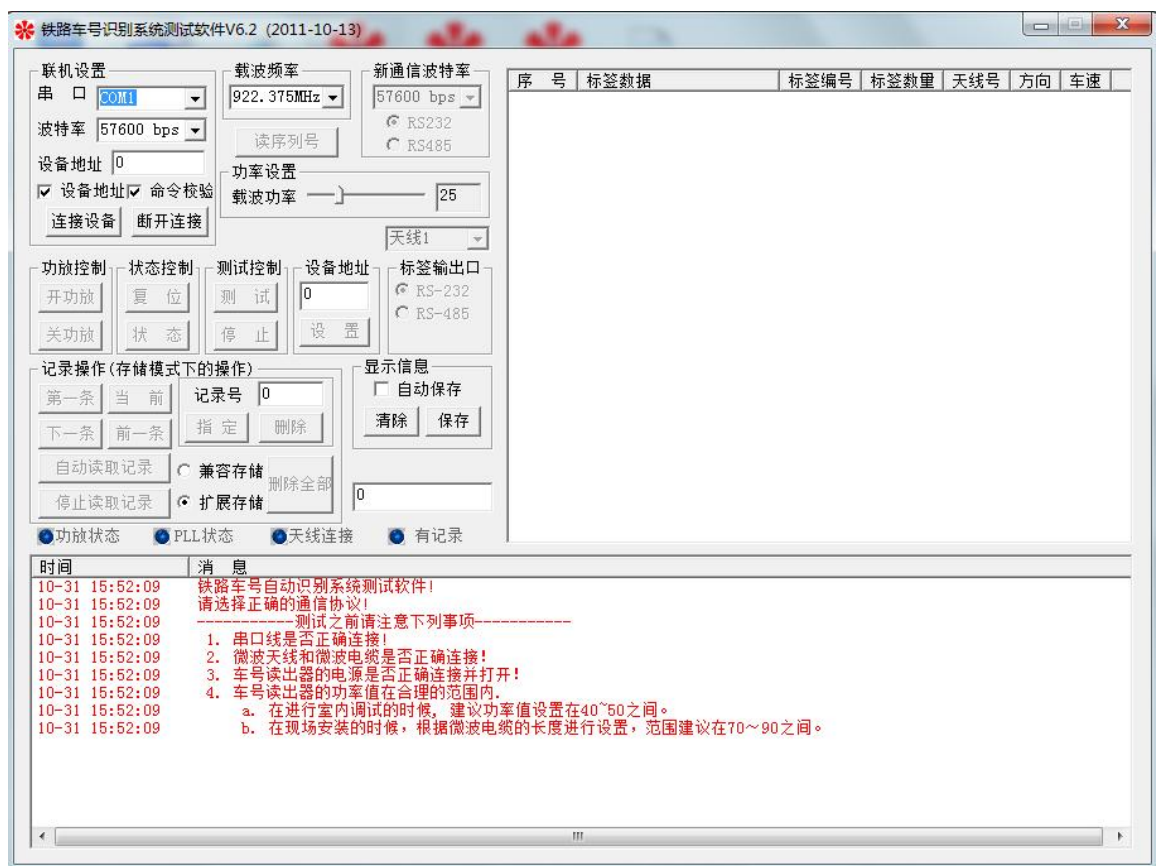 铁路车号识别系统测试软件V6.2 (2011-10-13)
联机设置
串 口 COM1
波特率 57600 bps
设备地址 0
设备地址 命令校验
连接设备 断开连接
载波频率
922.375MHz
读序列号
新通信波特率
57600 bps
RS232
RS485
功率设置
载波功率 25
天线1
功放控制
开功放
关功放
状态控制
复 位
状 态
测试控制
测 试
停 止
设备地址
0
设 置
标签输出口
RS-232
RS-485
记录操作(存储模式下的操作)
第一条 当 前
下一条 前一条
记录号 0
指 定 删除
自动读取记录
停止读取记录
兼容存储
扩展存储
删除全部
显示信息
自动保存
清除 保存
0
功放状态 PLL状态 天线连接 有记录
序 号 标签数据 标签编号 标签数量 天线号 方向 车速
时间 消 息
10-31 15:52:09 铁路车号自动识别系统测试软件!
10-31 15:52:09 请选择正确的通信协议!
10-31 15:52:09 -----------测试之前请注意下列事项-----------
10-31 15:52:09 1. 串口线是否正确连接!
10-31 15:52:09 2. 微波天线和微波电缆是否正确连接!
10-31 15:52:09 3. 车号读出器的电源是否正确连接并打开!
10-31 15:52:09 4. 车号读出器的功率值在合理的范围内.
10-31 15:52:09 a. 在进行室内调试的时候, 建议功率值设置在40~50之间。
10-31 15:52:09 b. 在现场安装的时候，根据微波电缆的长度进行设置，范围建议在70～90之间。